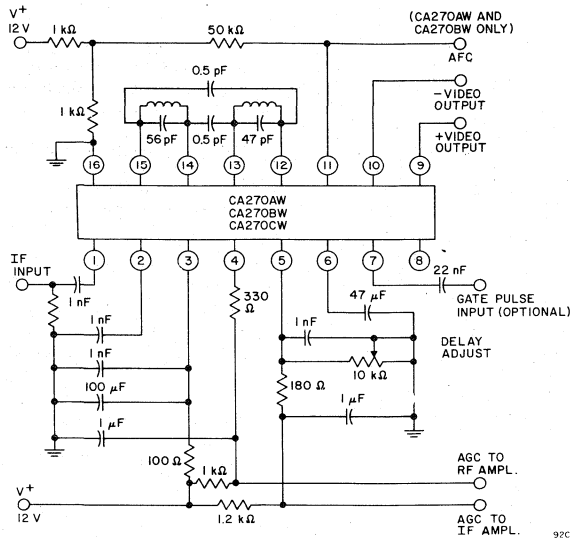 V+
12 V
1 kΩ
50 kΩ
(CA270AW AND
CA270BW ONLY)
AFC
0.5 pF
-VIDEO
OUTPUT
1 kΩ
56 pF
0.5 pF
47 pF
+VIDEO
OUTPUT
16
15
14
13
12
11
10
9
CA270AW
CA270BW
CA270CW
1
2
3
4
5
6
7
8
IF
INPUT
1 nF
330
Ω
22 nF
GATE PULSE
INPUT (OPTIONAL)
47 μF
1 nF
1 nF
DELAY
ADJUST
1 nF
10 kΩ
100 μF
180 Ω
1 μF
1 μF
100 Ω
1 kΩ
AGC TO
RF AMPL.
V+
12 V
1.2 kΩ
AGC TO
IF AMPL.
92C